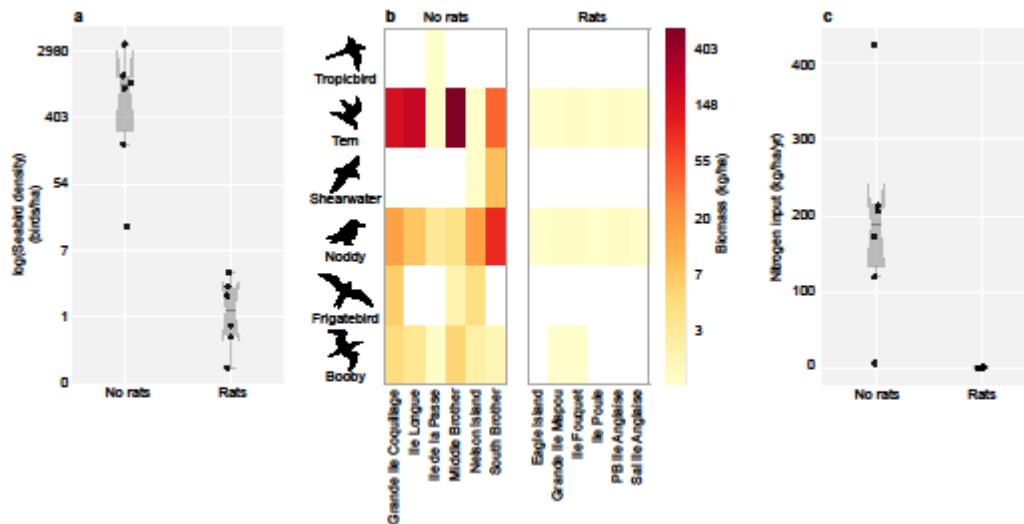 a
log(Seabird density)
(birds/ha)
2980
403
54
7
1
0
No rats
Rats
b
No rats
Rats
Tropicbird
Tern
Shearwater
Noddy
Frigatebird
Booby
Grande Ile Coquillage
Ile Longue
Ile de la Passe
Middle Brother
Nelson Island
South Brother
Eagle Island
Grande Ile Mapou
Ile Fouquet
Ile Poule
PB Ile Anglaise
Sal Ile Anglaise
403
148
55
20
7
3
Biomass (kg/ha)
c
Nitrogen input (kg/ha/yr)
400
300
200
100
0
No rats
Rats